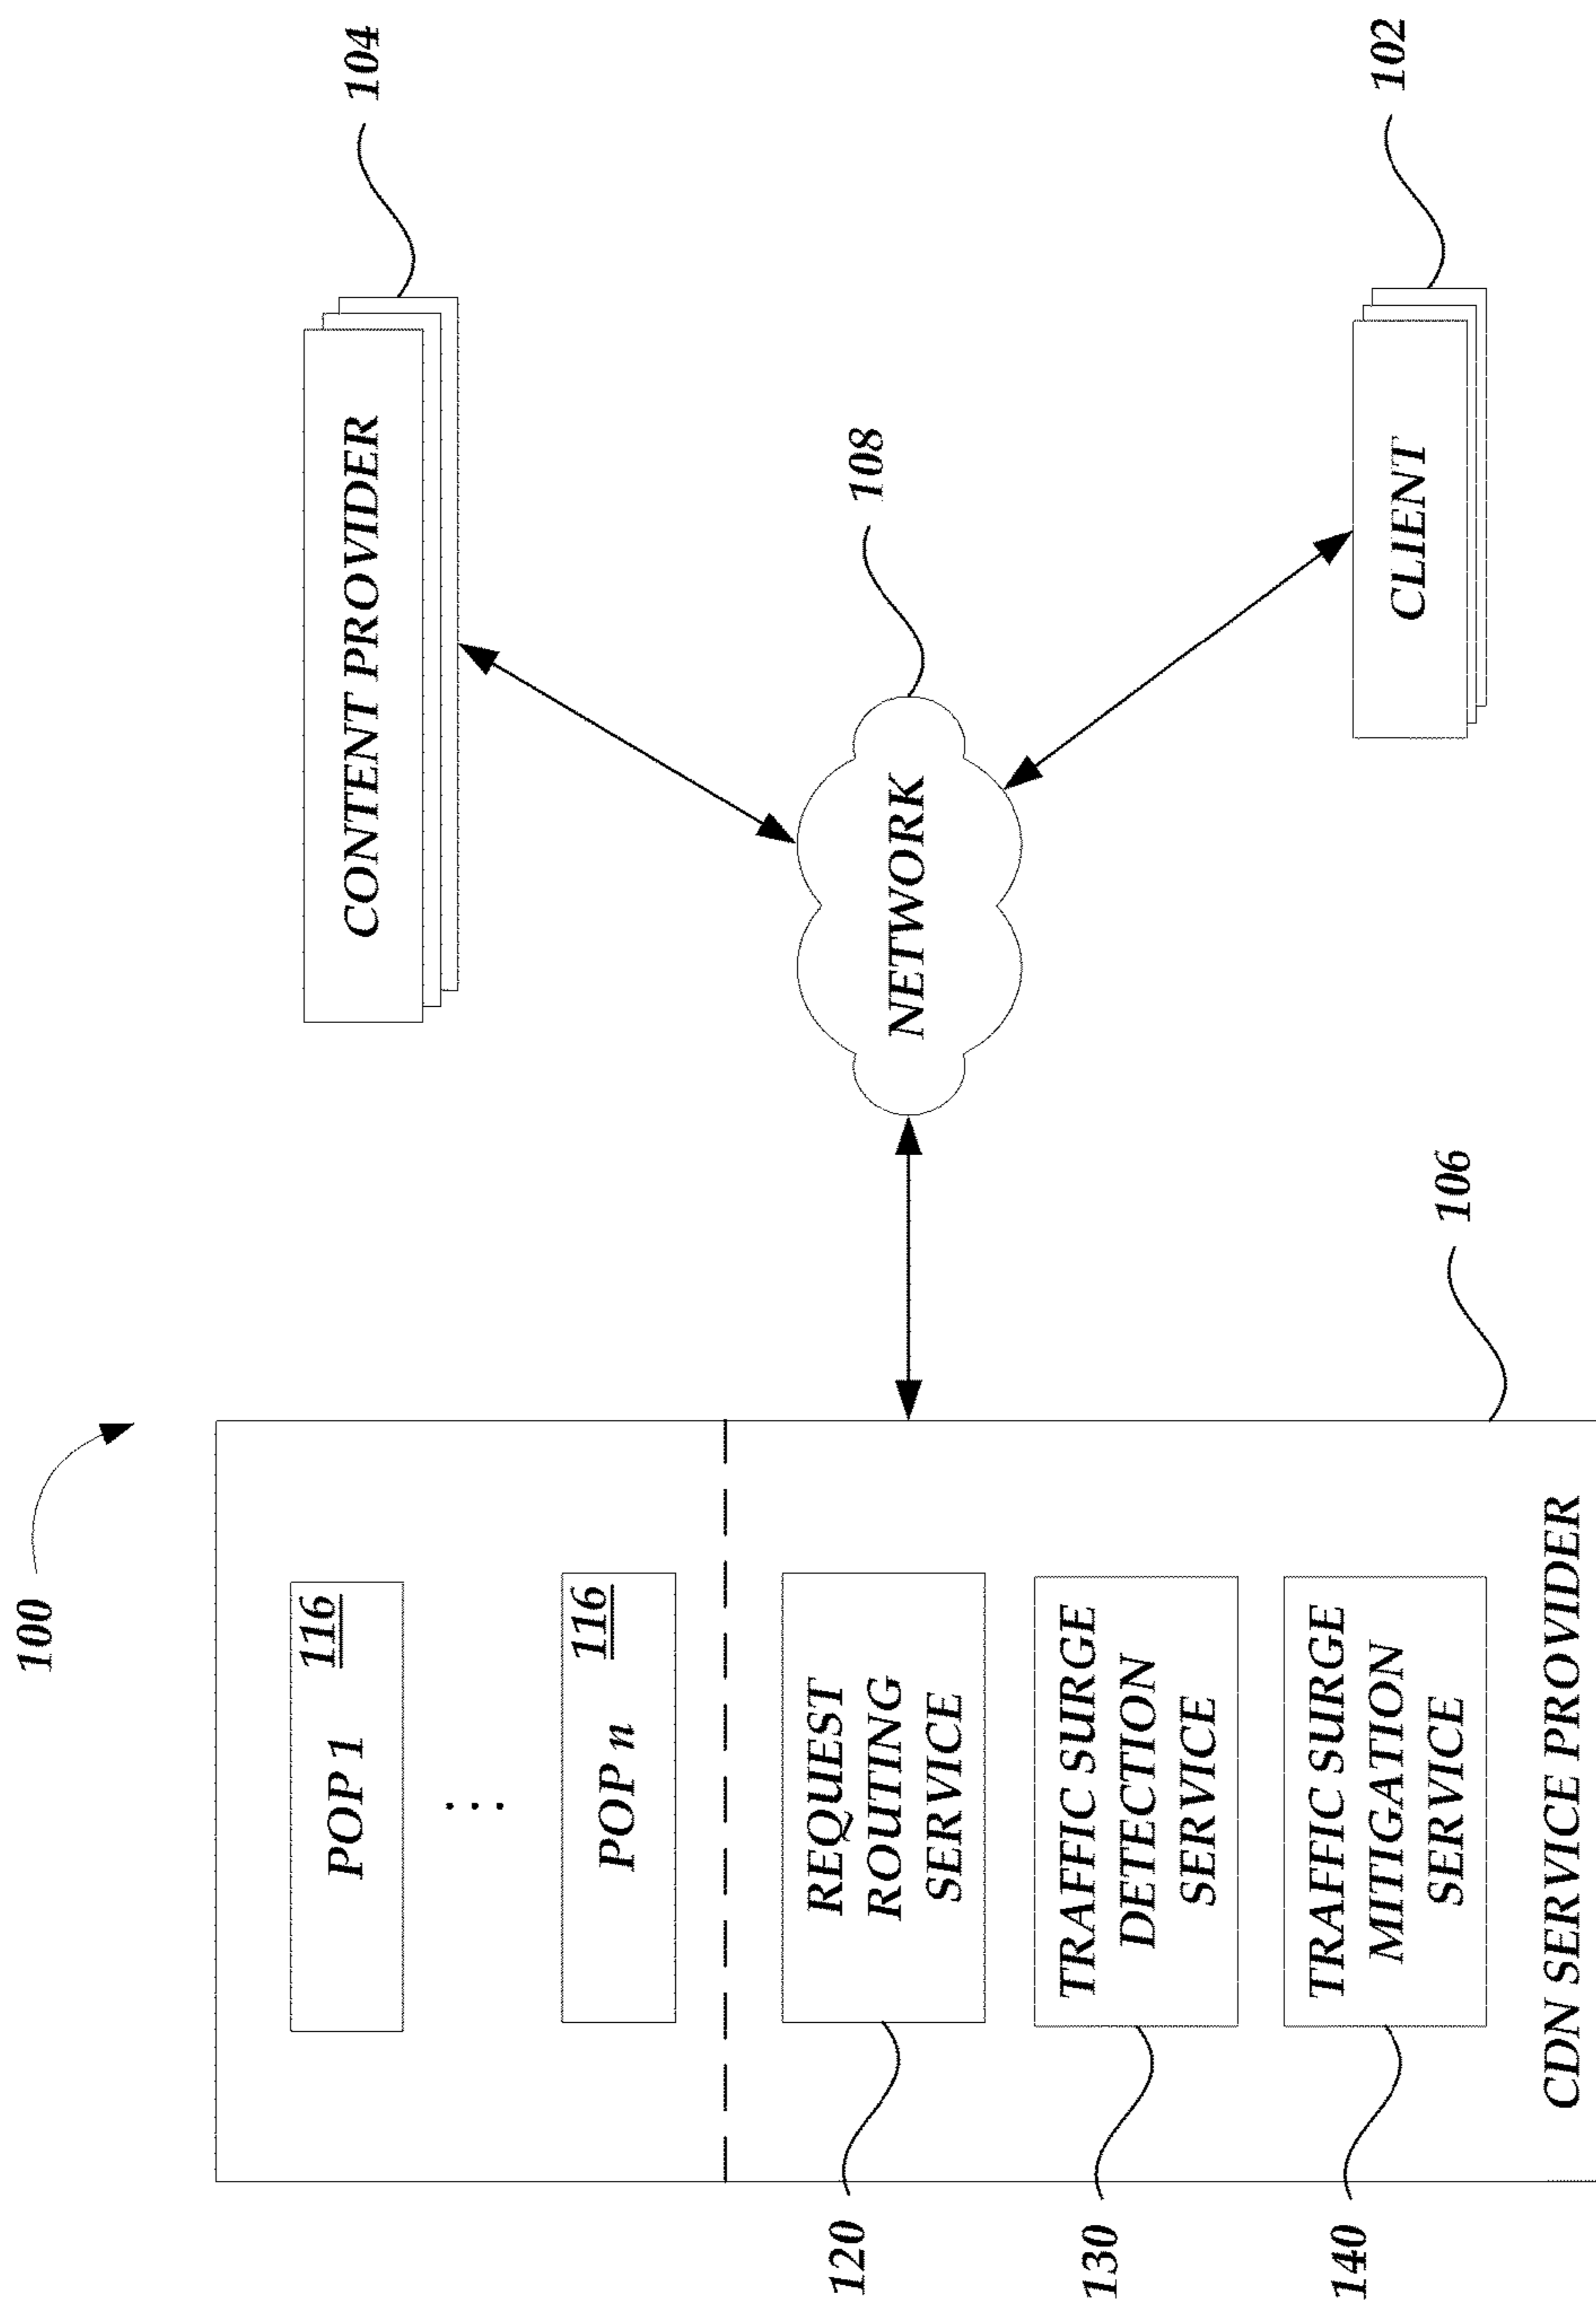 100
POP 1
116
⋮
POP n
116
120
REQUEST
ROUTING
SERVICE
130
TRAFFIC SURGE
DETECTION
SERVICE
140
TRAFFIC SURGE
MITIGATION
SERVICE
CDN SERVICE PROVIDER
106
NETWORK
108
CONTENT PROVIDER
104
CLIENT
102